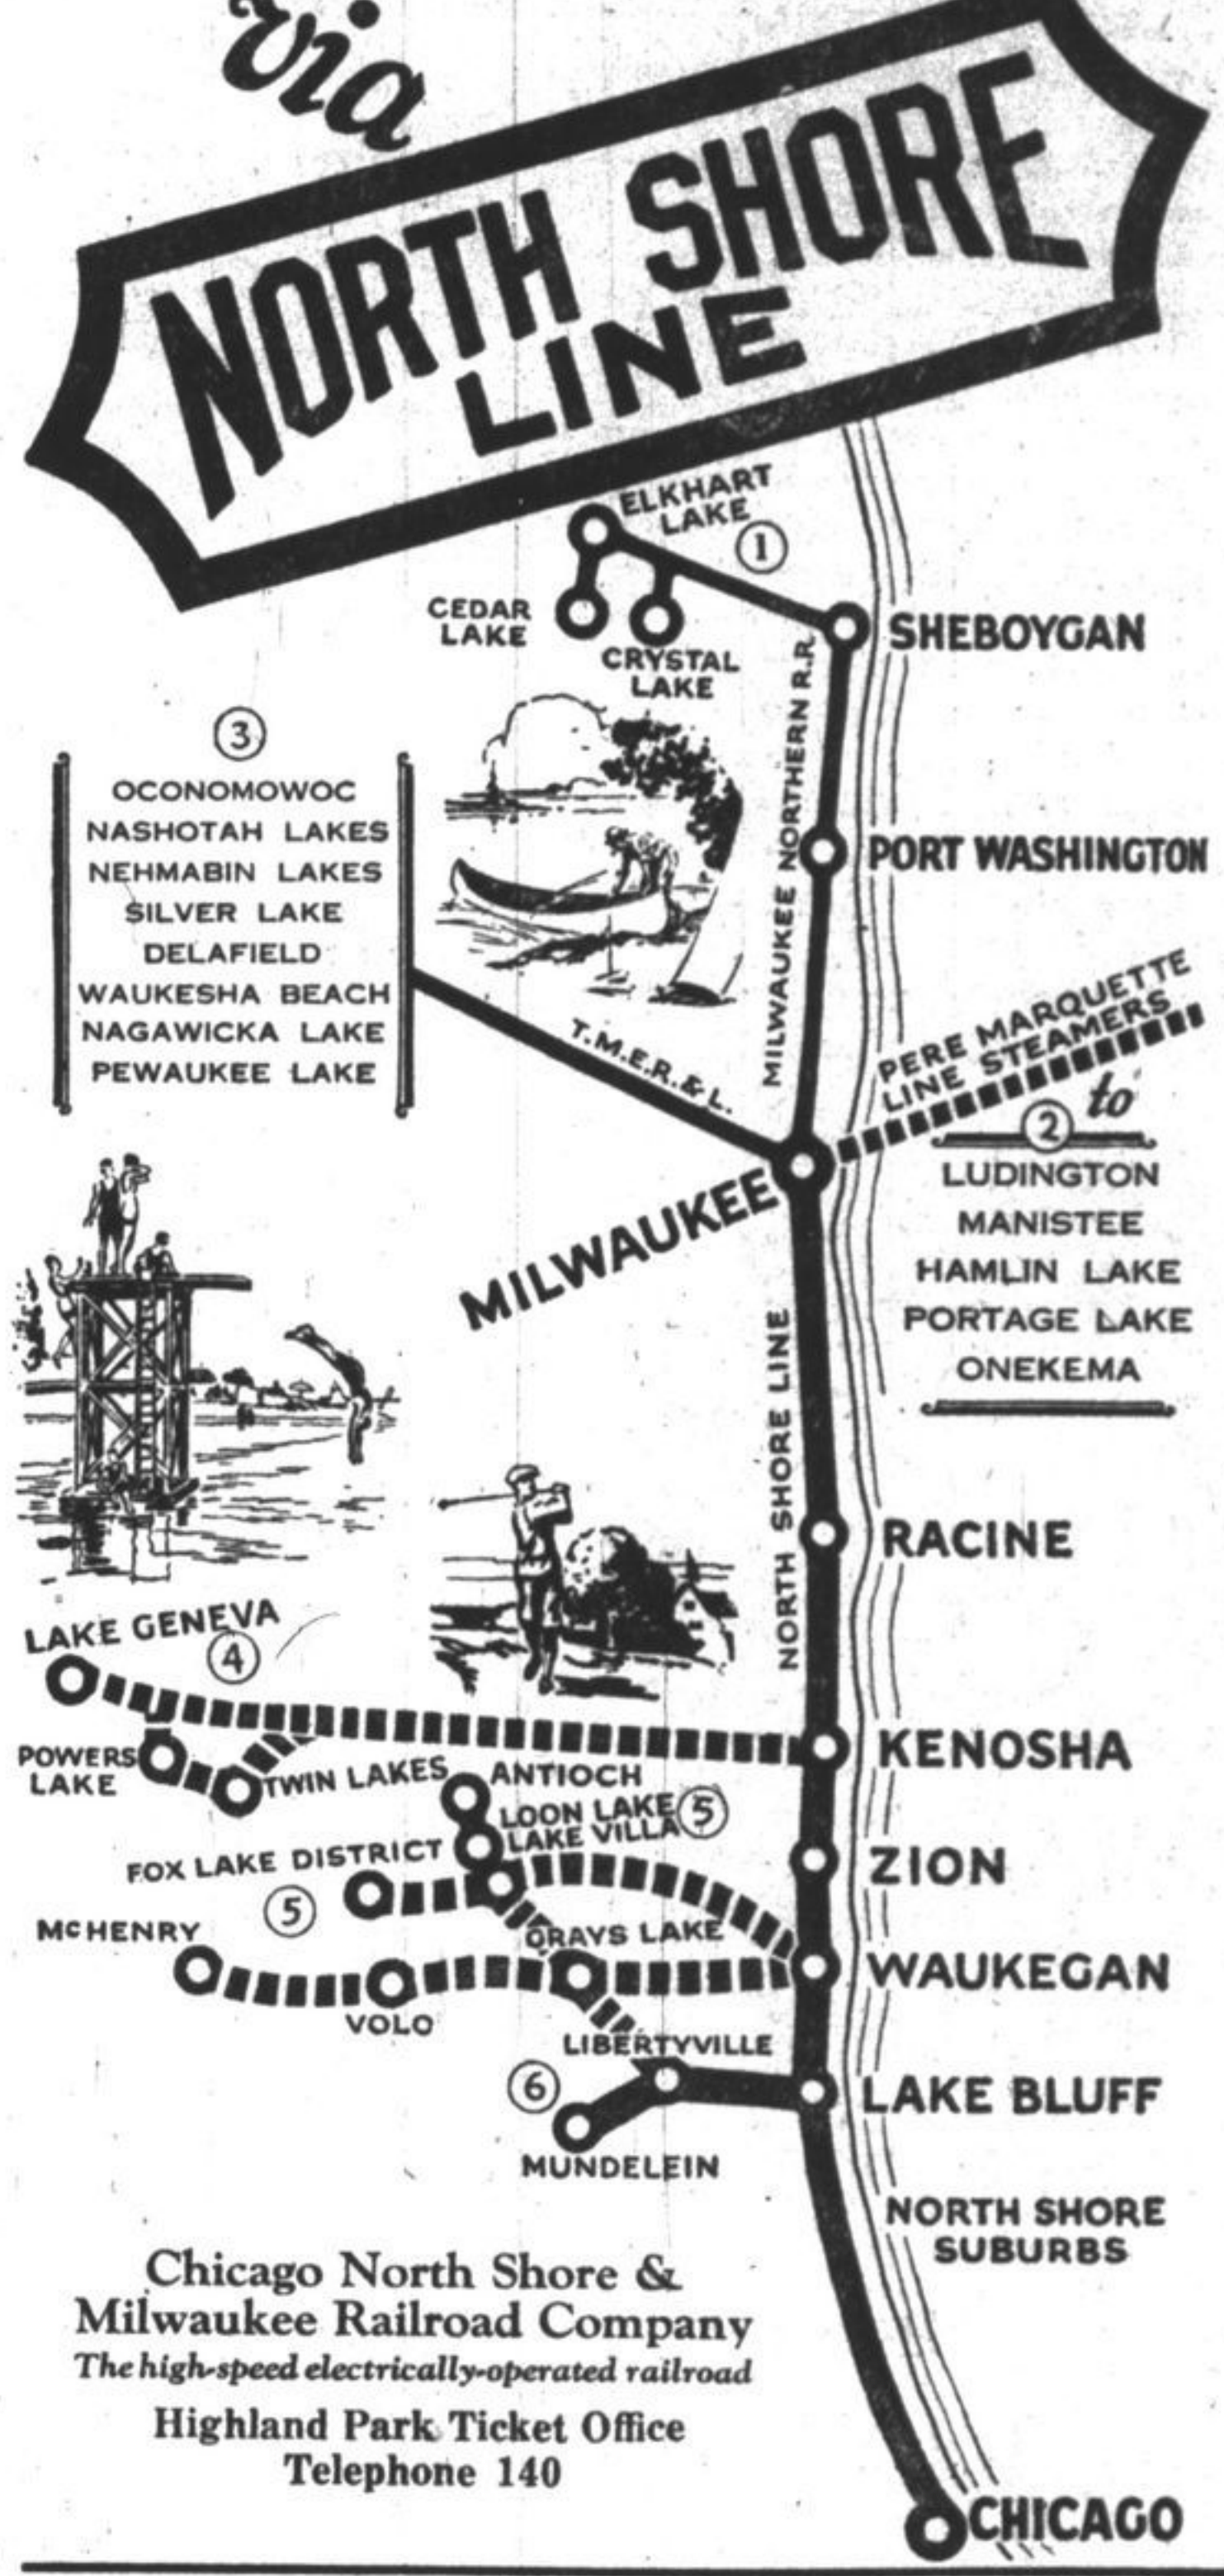 via
NORTH SHORE
LINE
ELKHART
LAKE
1
CEDAR
LAKE
CRYSTAL
LAKE
SHEBOYGAN
MILWAUKEE NORTHERN R.R.
3
OCONOMOWOC
NASHOTAH LAKES
NEHMABIN LAKES
SILVER LAKE
DELAFIELD
WAUKESHA BEACH
NAGAWICKA LAKE
PEWAUKEE LAKE
PORT WASHINGTON
T.M.E.R.&L.
PERE MARQUETTE
LINE STEAMERS
to
2
LUDINGTON
MANISTEE
HAMLIN LAKE
PORTAGE LAKE
ONEKEMA
MILWAUKEE
NORTH SHORE LINE
RACINE
LAKE GENEVA
4
KENOSHA
POWERS
LAKE
TWIN LAKES
ANTIOCH
LOON LAKE
5
LAKE VILLA
FOX LAKE DISTRICT
5
ZION
McHENRY
GRAYS LAKE
WAUKEGAN
VOLO
LIBERTYVILLE
6
LAKE BLUFF
MUNDELEIN
NORTH SHORE
SUBURBS
Chicago North Shore &
Milwaukee Railroad Company
The high-speed electrically-operated railroad
Highland Park Ticket Office
Telephone 140
CHICAGO